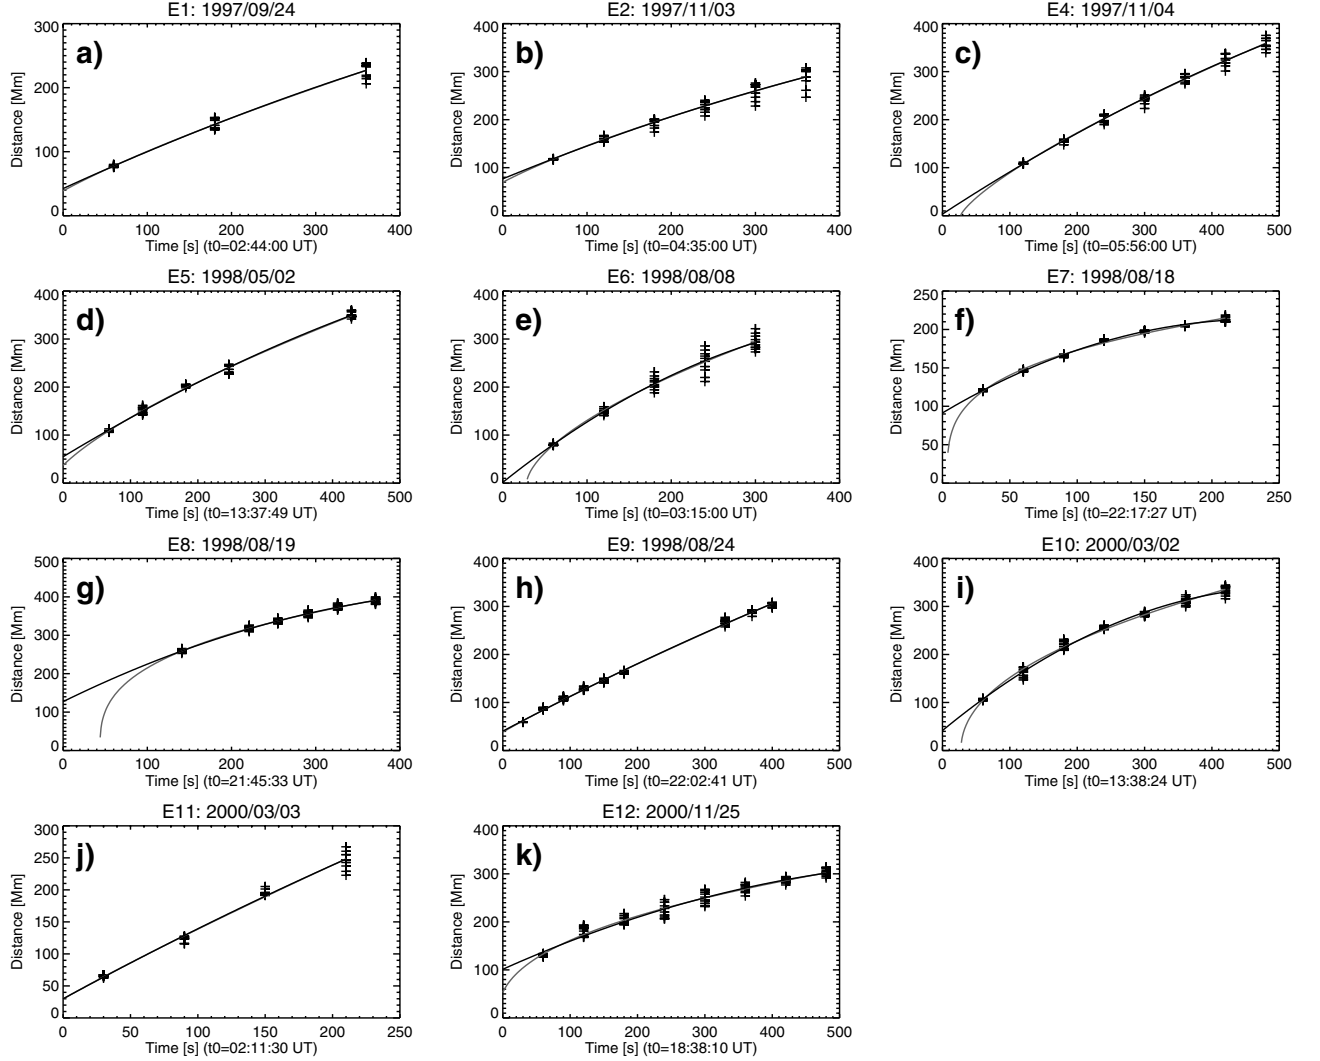 E1: 1997/09/24
a)
Distance [Mm]
300
200
100
0
0 100 200 300 400
Time [s] (t0=02:44:00 UT)
E2: 1997/11/03
b)
Distance [Mm]
400
300
200
100
0
0 100 200 300 400
Time [s] (t0=04:35:00 UT)
E4: 1997/11/04
c)
Distance [Mm]
400
300
200
100
0
0 100 200 300 400 500
Time [s] (t0=05:56:00 UT)
E5: 1998/05/02
d)
Distance [Mm]
400
300
200
100
0
0 100 200 300 400 500
Time [s] (t0=13:37:49 UT)
E6: 1998/08/08
e)
Distance [Mm]
400
300
200
100
0
0 100 200 300 400
Time [s] (t0=03:15:00 UT)
E7: 1998/08/18
f)
Distance [Mm]
250
200
150
100
50
0
0 50 100 150 200 250
Time [s] (t0=22:17:27 UT)
E8: 1998/08/19
g)
Distance [Mm]
500
400
300
200
100
0
0 100 200 300 400
Time [s] (t0=21:45:33 UT)
E9: 1998/08/24
h)
Distance [Mm]
400
300
200
100
0
0 100 200 300 400 500
Time [s] (t0=22:02:41 UT)
E10: 2000/03/02
i)
Distance [Mm]
400
300
200
100
0
0 100 200 300 400 500
Time [s] (t0=13:38:24 UT)
E11: 2000/03/03
j)
Distance [Mm]
300
250
200
150
100
50
0
0 50 100 150 200 250
Time [s] (t0=02:11:30 UT)
E12: 2000/11/25
k)
Distance [Mm]
400
300
200
100
0
0 100 200 300 400 500
Time [s] (t0=18:38:10 UT)